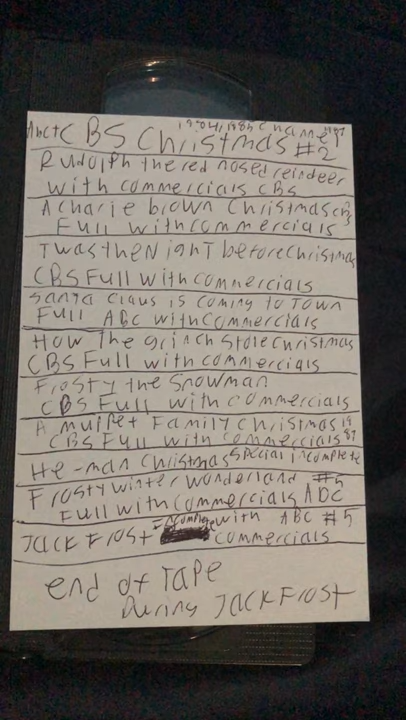 CBS Christmas #2
Rudolph the red nosed reindeer
with commercials CBS
A charlie brown Christmas CBS
Full with commercials
Twas the Night before Christmas
CBS Full with commercials
Santa Claus is coming to Town
Full ABC with Commercials
How The grinch Stole Christmas
CBS Full with commercials
Frosty the Snowman
CBS Full with commercials
A muppet Family Christmas 19
CBS Full with commercials 87
He-man Christmas Special incomplete
Frosty winter wonderland #5
Full with Commercials ABC
Jack Frost with ABC #5
commercials
end of Tape
During Jack Frost